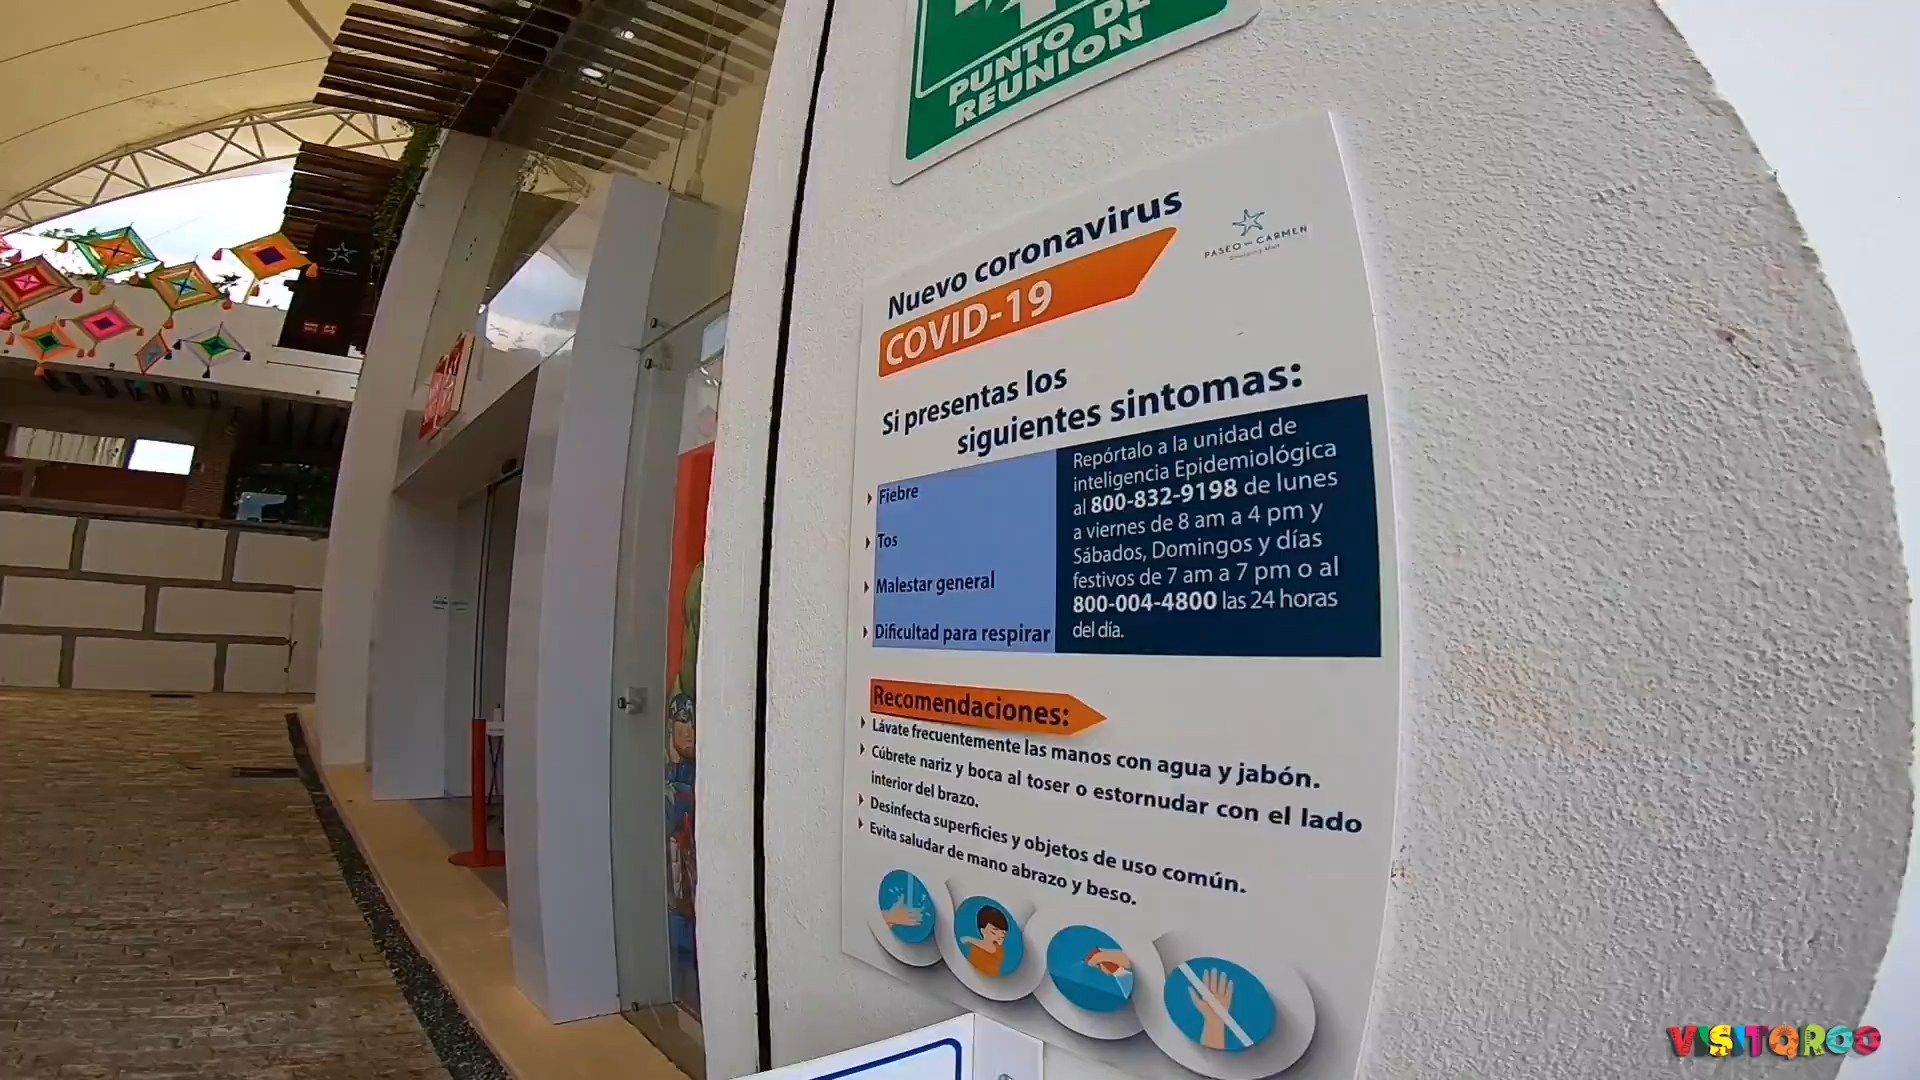 PUNTO DE
REUNION
Nuevo coronavirus
COVID-19
PASEO DEL CARMEN
Shopping Mall
Si presentas los
siguientes sintomas:
Fiebre
Tos
Malestar general
Dificultad para respirar
Repórtalo a la unidad de
inteligencia Epidemiológica
al 800-832-9198 de lunes
a viernes de 8 am a 4 pm y
Sábados, Domingos y días
festivos de 7 am a 7 pm o al
800-004-4800 las 24 horas
del día.
Recomendaciones:
Lávate frecuentemente las manos con agua y jabón.
Cúbrete nariz y boca al toser o estornudar con el lado
interior del brazo.
Desinfecta superficies y objetos de uso común.
Evita saludar de mano abrazo y beso.
VISITQROO